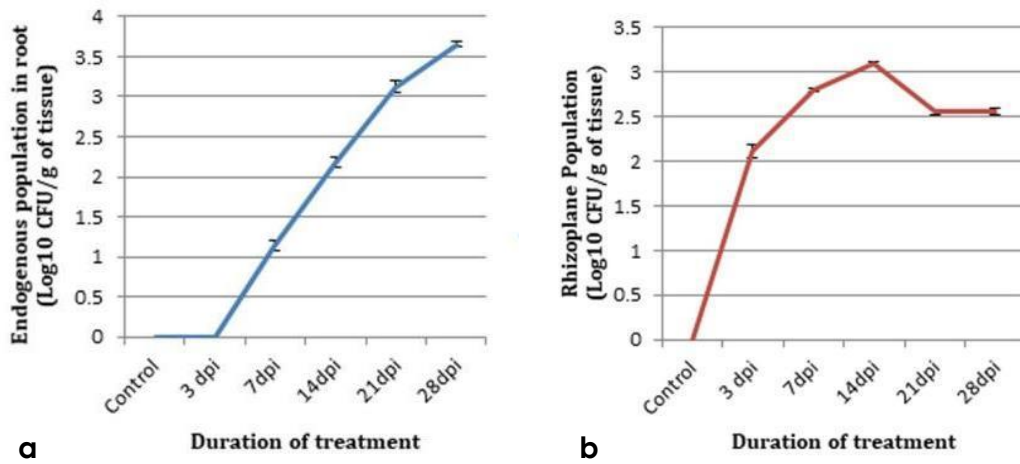 Endogenous population in root
(Log10 CFU/g of tissue)
4
3.5
3
2.5
2
1.5
1
0.5
0
Control
3 dpi
7dpi
14dpi
21dpi
28dpi
Duration of treatment
a
Rhizoplane Population
(Log10 CFU/g of tissue)
3.5
3
2.5
2
1.5
1
0.5
0
Control
3 dpi
7dpi
14dpi
21dpi
28dpi
Duration of treatment
b